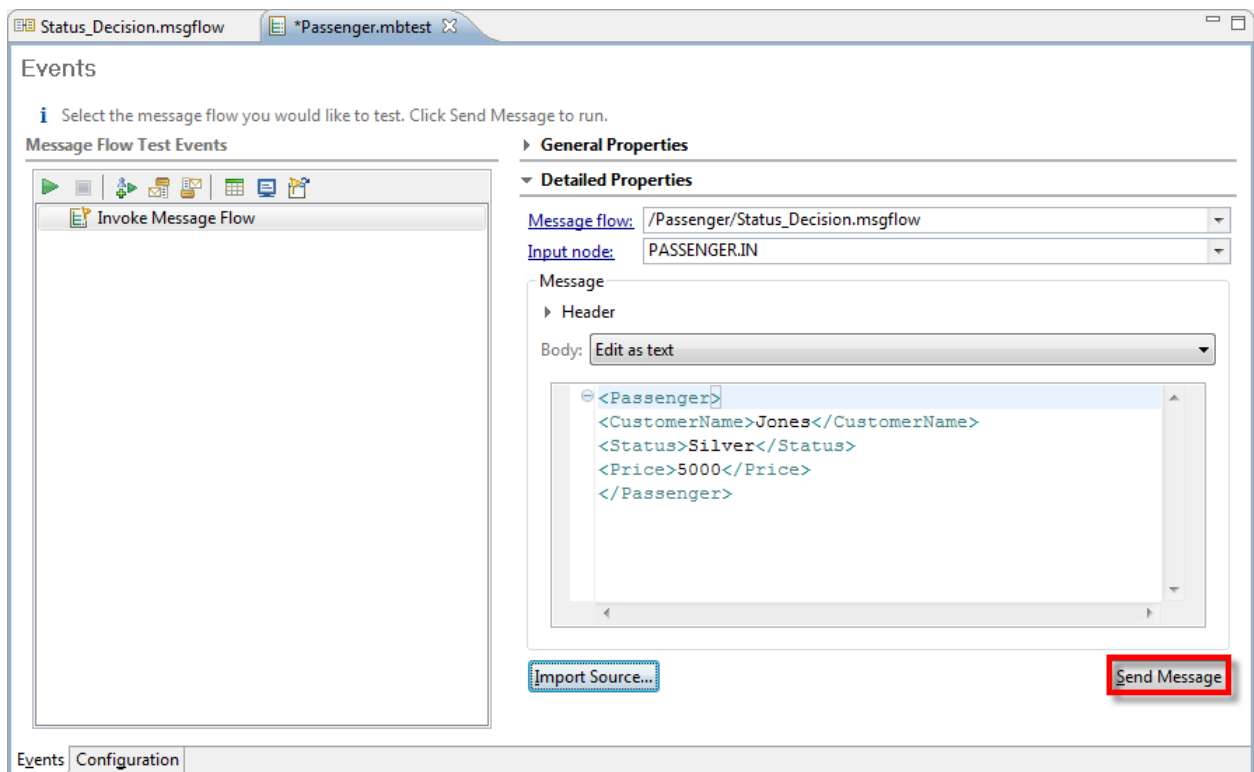 Status_Decision.msgflow
*Passenger.mbtest
Events
i Select the message flow you would like to test. Click Send Message to run.
Message Flow Test Events
Invoke Message Flow
General Properties
Detailed Properties
Message flow: /Passenger/Status_Decision.msgflow
Input node: PASSENGER.IN
Message
Header
Body: Edit as text
<Passenger>
<CustomerName>Jones</CustomerName>
<Status>Silver</Status>
<Price>5000</Price>
</Passenger>
Import Source...
Send Message
Events Configuration